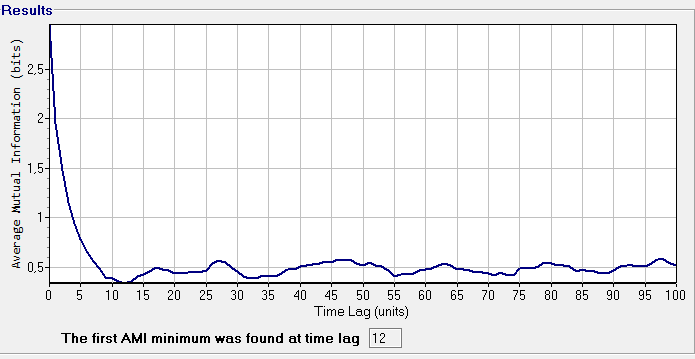 Results
Average Mutual Information (bits)
2,5
2
1,5
1
0,5
0 5 10 15 20 25 30 35 40 45 50 55 60 65 70 75 80 85 90 95 100
Time Lag (units)
The first AMI minimum was found at time lag 12